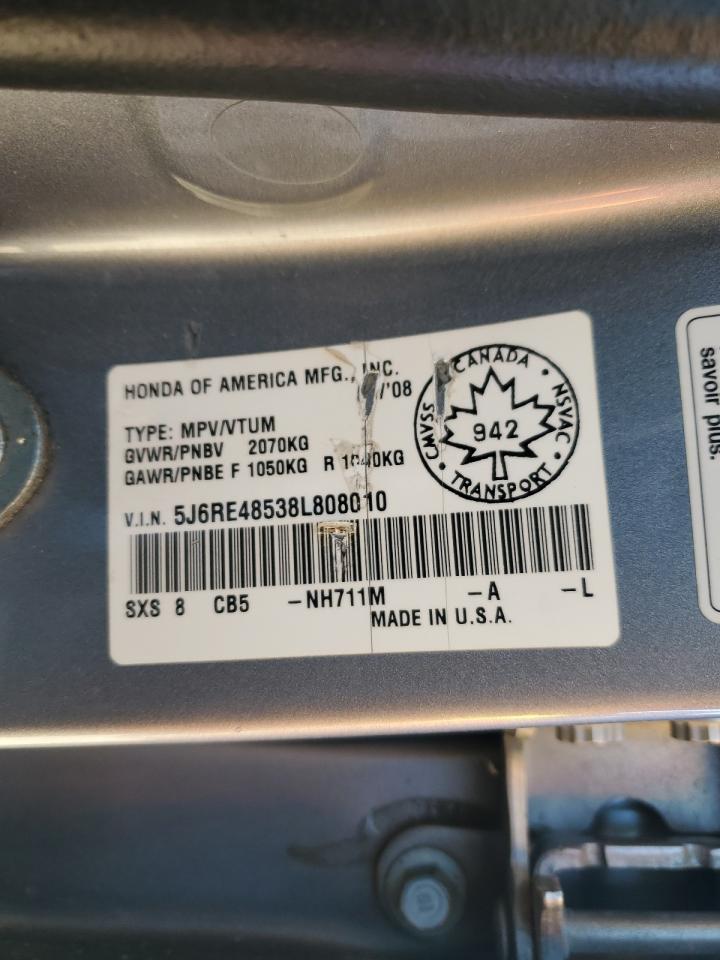 HONDA OF AMERICA MFG., INC.
/'08
TYPE: MPV/VTUM
GVWR/PNBV 2070KG
GAWR/PNBE F 1050KG R 1040KG
V.I.N. 5J6RE48538L808010
SXS 8 CB5 -NH711M -A -L
MADE IN U.S.A.
CANADA
CMVSS
942
NSVAC
TRANSPORT
savoir plus.